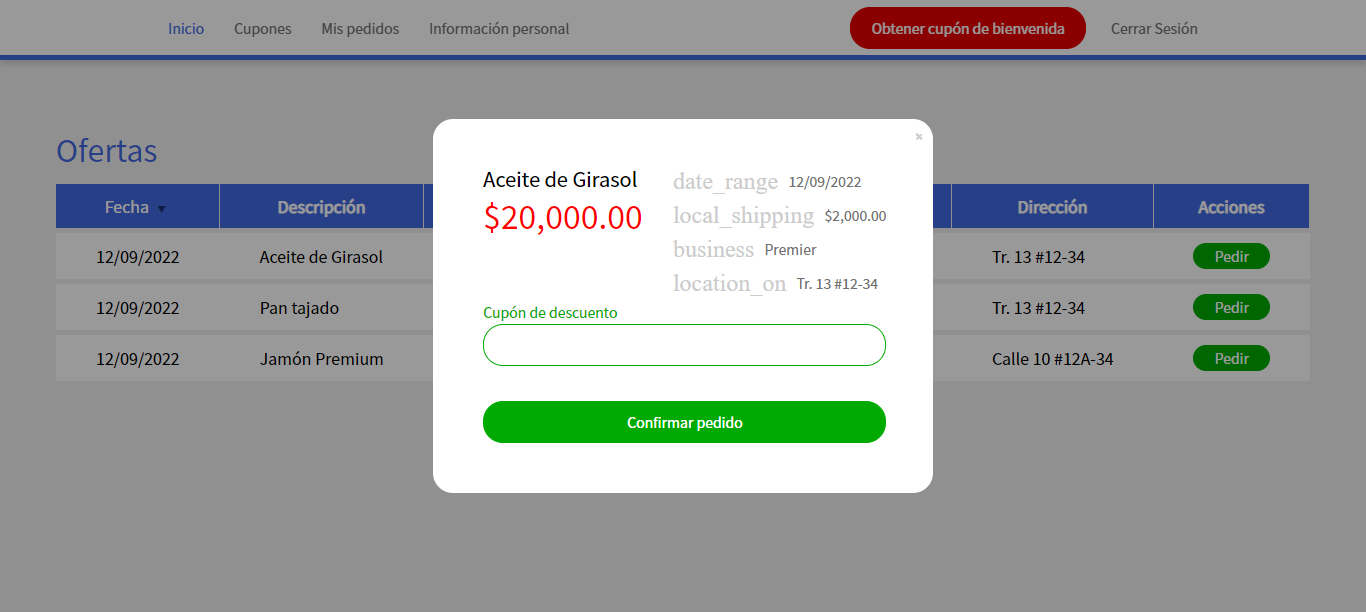 Inicio Cupones Mis pedidos Información personal Obtener cupón de bienvenida Cerrar Sesión
Ofertas
Fecha ▼ Descripción Dirección Acciones
12/09/2022 Aceite de Girasol Tr. 13 #12-34 Pedir
12/09/2022 Pan tajado Tr. 13 #12-34 Pedir
12/09/2022 Jamón Premium Calle 10 #12A-34 Pedir
×
Aceite de Girasol
$20,000.00
date_range 12/09/2022
local_shipping $2,000.00
business Premier
location_on Tr. 13 #12-34
Cupón de descuento
Confirmar pedido